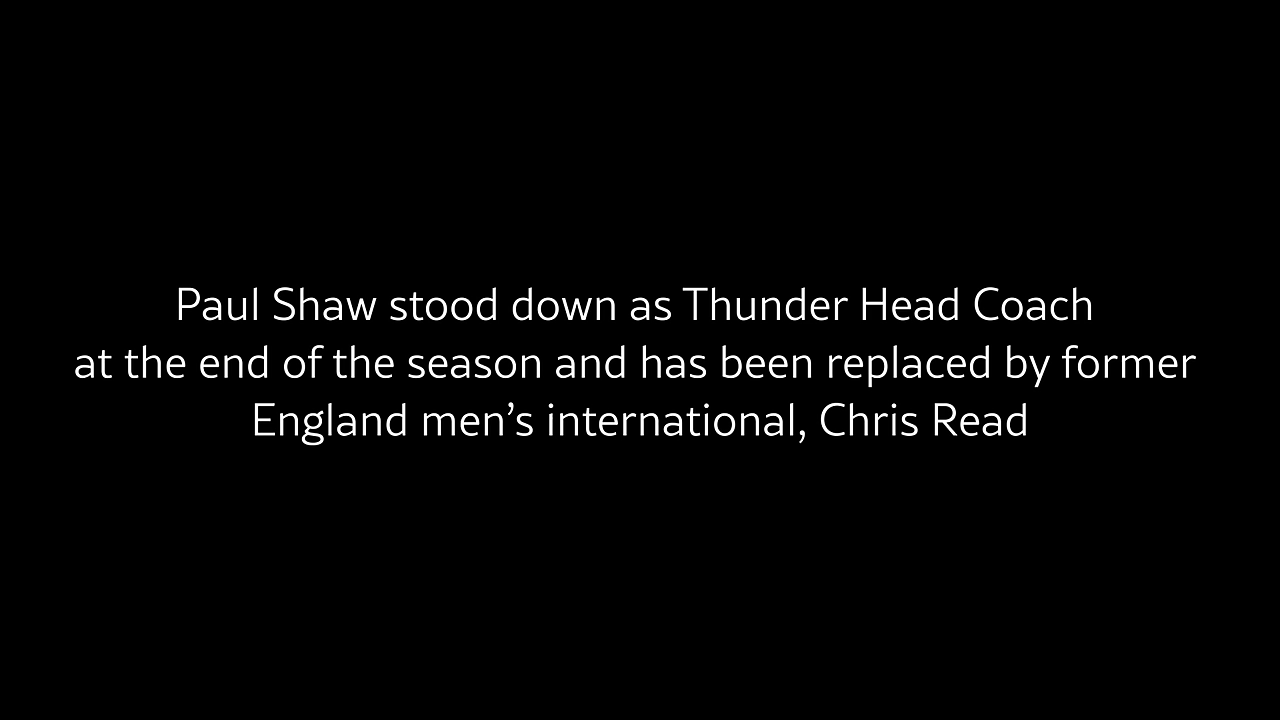 Paul Shaw stood down as Thunder Head Coach
at the end of the season and has been replaced by former
England men’s international, Chris Read